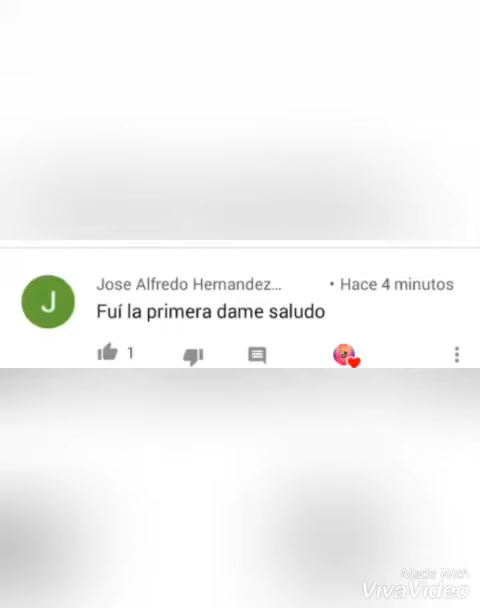 J
Jose Alfredo Hernandez... • Hace 4 minutos
Fuí la primera dame saludo
1
Made With
VivaVideo